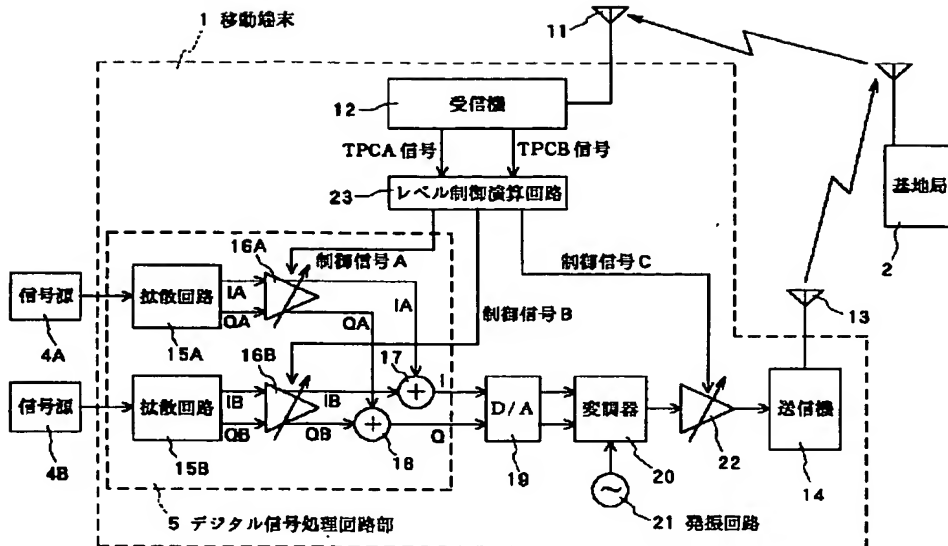 1 移動端末
11
12
受信機
TPCA 信号
TPCB 信号
23
レベル制御演算回路
基地局
2
16A
制御信号A
制御信号C
制御信号B
信号源
4A
拡散回路
15A
IA
QA
IA
QA
13
16B
17
信号源
4B
拡散回路
15B
IB
QB
IB
QB
I
Q
18
D/A
19
変調器
20
22
送信機
14
21 発振回路
5 デジタル信号処理回路部